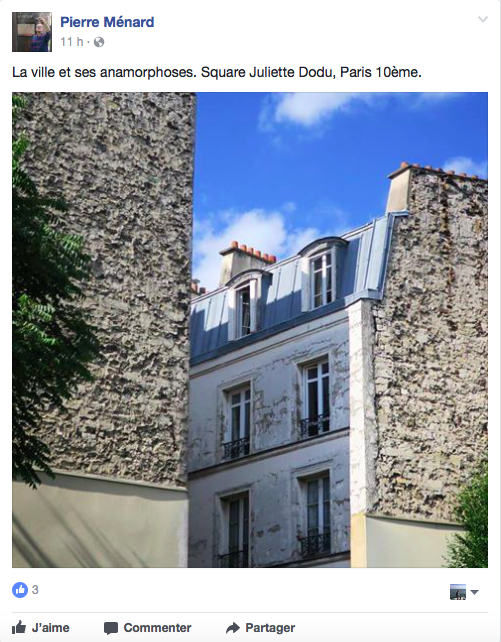 Pierre Ménard
11 h ·
La ville et ses anamorphoses. Square Juliette Dodu, Paris 10ème.
3
J'aime Commenter Partager